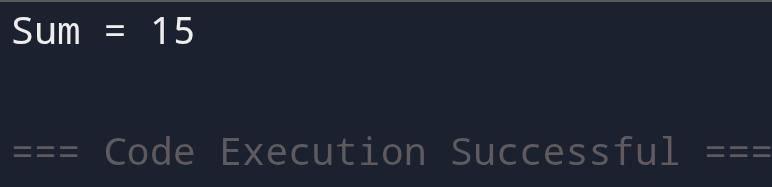 Sum = 15
=== Code Execution Successful ===